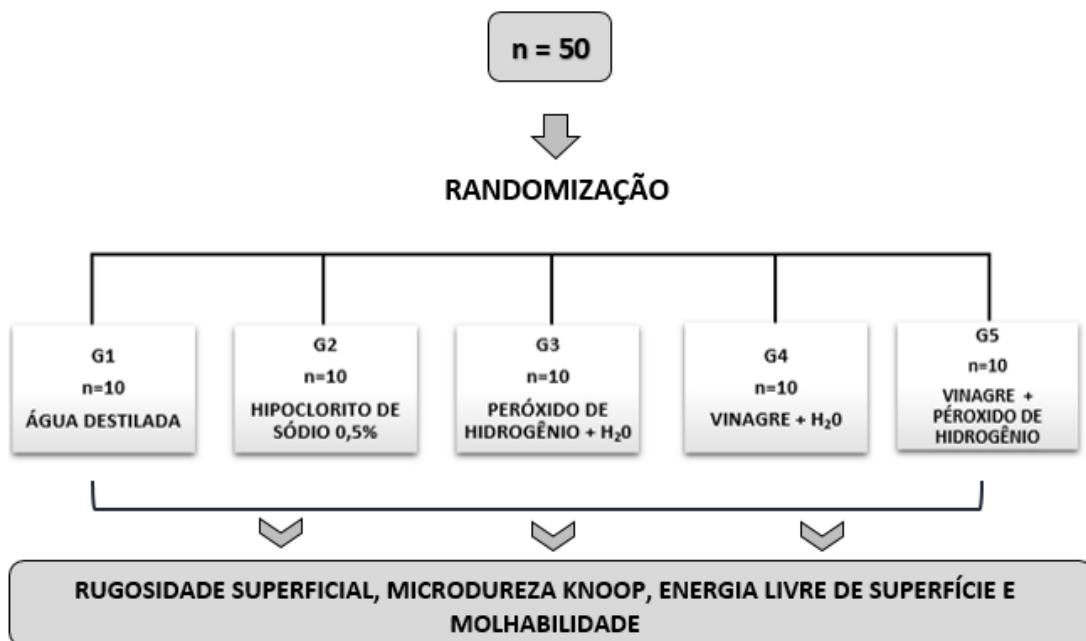 n = 50
RANDOMIZAÇÃO
G1
n=10
ÁGUA DESTILADA
G2
n=10
HIPOCLORITO DE
SÓDIO 0,5%
G3
n=10
PERÓXIDO DE
HIDROGÊNIO + H₂0
G4
n=10
VINAGRE + H₂0
G5
n=10
VINAGRE +
PÉROXIDO DE
HIDROGÊNIO
RUGOSIDADE SUPERFICIAL, MICRODUREZA KNOOP, ENERGIA LIVRE DE SUPERFÍCIE E
MOLHABILIDADE